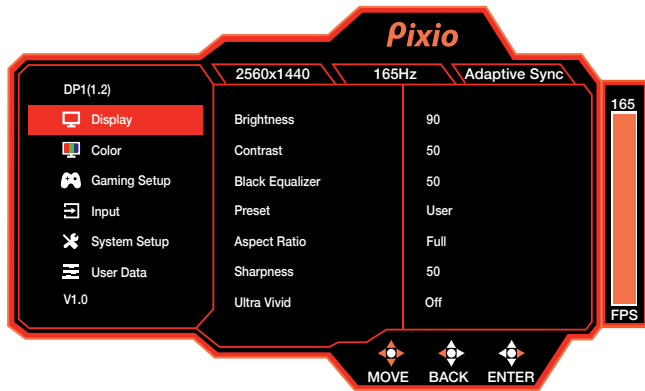 Pixio
2560x1440 165Hz Adaptive Sync
DP1(1.2)
Display
Color
Gaming Setup
Input
System Setup
User Data
V1.0
Brightness 90
Contrast 50
Black Equalizer 50
Preset User
Aspect Ratio Full
Sharpness 50
Ultra Vivid Off
165
FPS
MOVE BACK ENTER